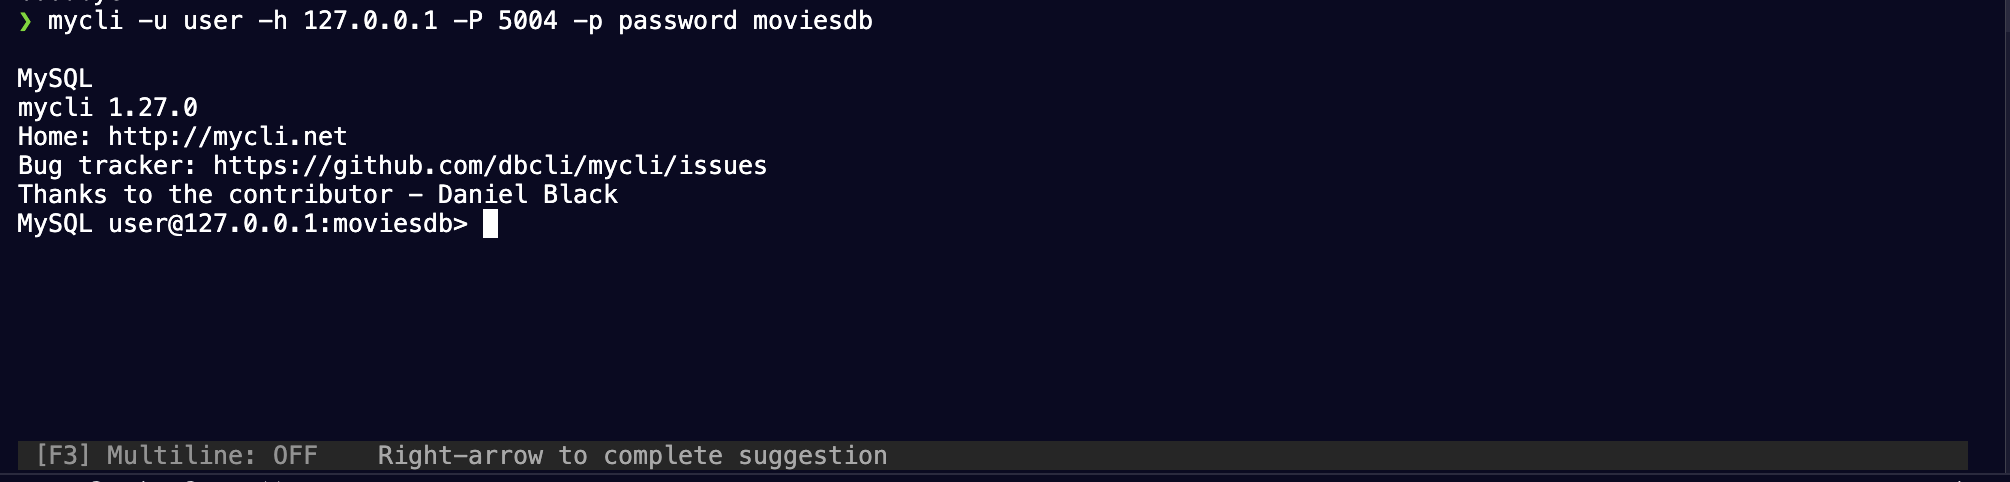 ❯ mycli -u user -h 127.0.0.1 -P 5004 -p password moviesdb
MySQL
mycli 1.27.0
Home: http://mycli.net
Bug tracker: https://github.com/dbcli/mycli/issues
Thanks to the contributor - Daniel Black
MySQL user@127.0.0.1:moviesdb>
[F3] Multiline: OFF    Right-arrow to complete suggestion